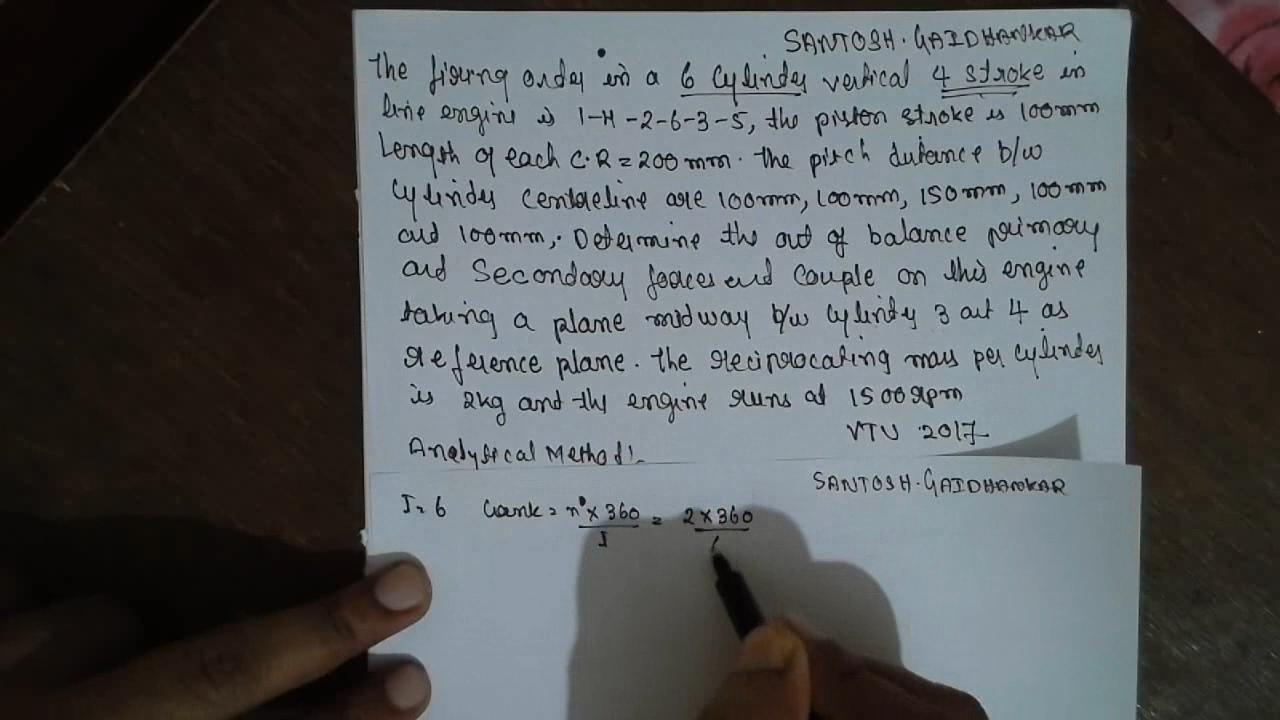 SANTOSH. GAIDHANKAR
The firing order in a 6 Cylinder vertical 4 stroke in
line engine is 1-4-2-6-3-5, the piston stroke is 100mm
Length of each C.R = 200mm. the pitch distance b/w
Cylinder Centreline are 100mm, 100mm, 150mm, 100mm
and 100mm,. Determine the out of balance primary
and Secondary forces and Couple on this engine
taking a plane midway b/w Cylinder 3 and 4 as
reference plane. the reciprocating mass per cylinder
is 2kg and the engine runs at 1500rpm
VTU 2017
Analytical Method:-
SANTOSH. GAIDHANKAR
I=6 Crank = n' × 360 = 2 × 360
I